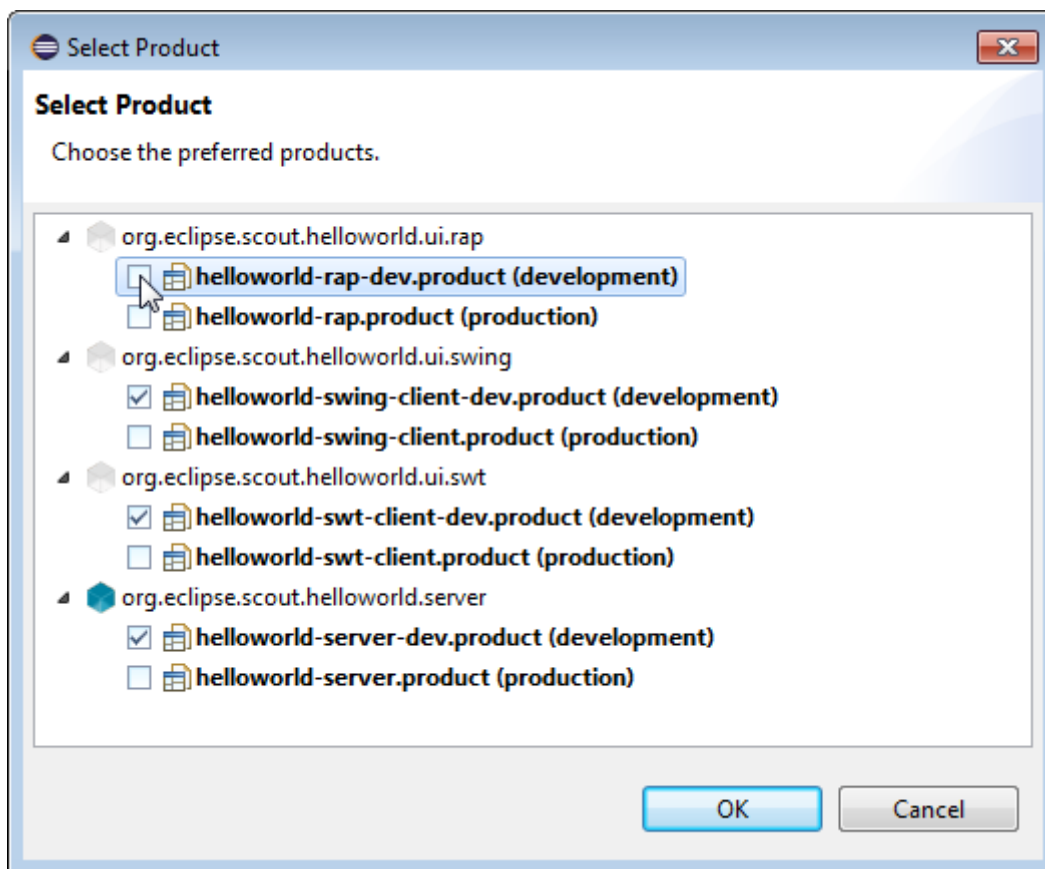 Select Product
Select Product
Choose the preferred products.
org.eclipse.scout.helloworld.ui.rap
helloworld-rap-dev.product (development)
helloworld-rap.product (production)
org.eclipse.scout.helloworld.ui.swing
helloworld-swing-client-dev.product (development)
helloworld-swing-client.product (production)
org.eclipse.scout.helloworld.ui.swt
helloworld-swt-client-dev.product (development)
helloworld-swt-client.product (production)
org.eclipse.scout.helloworld.server
helloworld-server-dev.product (development)
helloworld-server.product (production)
OK Cancel